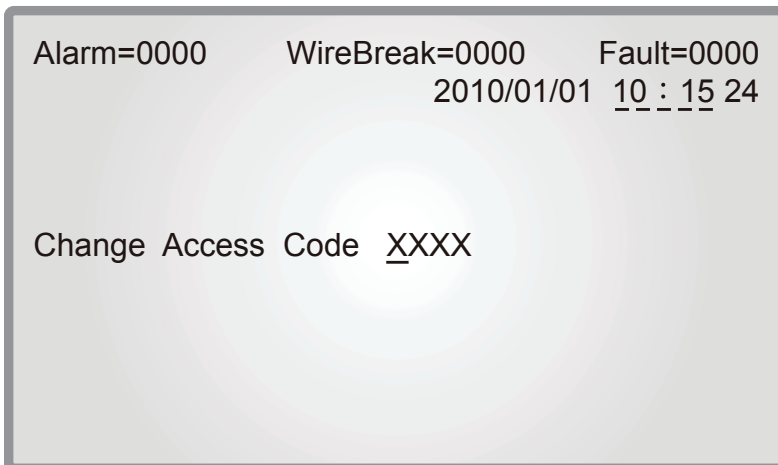 Alarm=0000 WireBreak=0000 Fault=0000
2010/01/01 10：15 24
Change Access Code XXXX